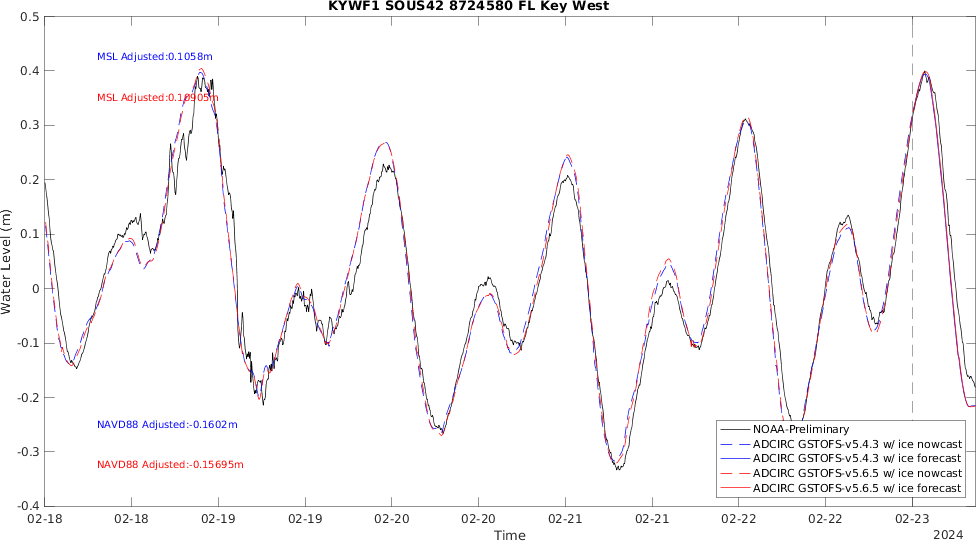 KYWF1 SOUS42 8724580 FL Key West
0.5
0.4
0.3
0.2
0.1
0
-0.1
-0.2
-0.3
-0.4
Water Level (m)
MSL Adjusted:0.1058m
MSL Adjusted:0.10905m
NAVD88 Adjusted:-0.1602m
NAVD88 Adjusted:-0.15695m
NOAA-Preliminary
ADCIRC GSTOFS-v5.4.3 w/ ice nowcast
ADCIRC GSTOFS-v5.4.3 w/ ice forecast
ADCIRC GSTOFS-v5.6.5 w/ ice nowcast
ADCIRC GSTOFS-v5.6.5 w/ ice forecast
02-18 02-18 02-19 02-19 02-20 02-20 02-21 02-21 02-22 02-22 02-23
Time
2024